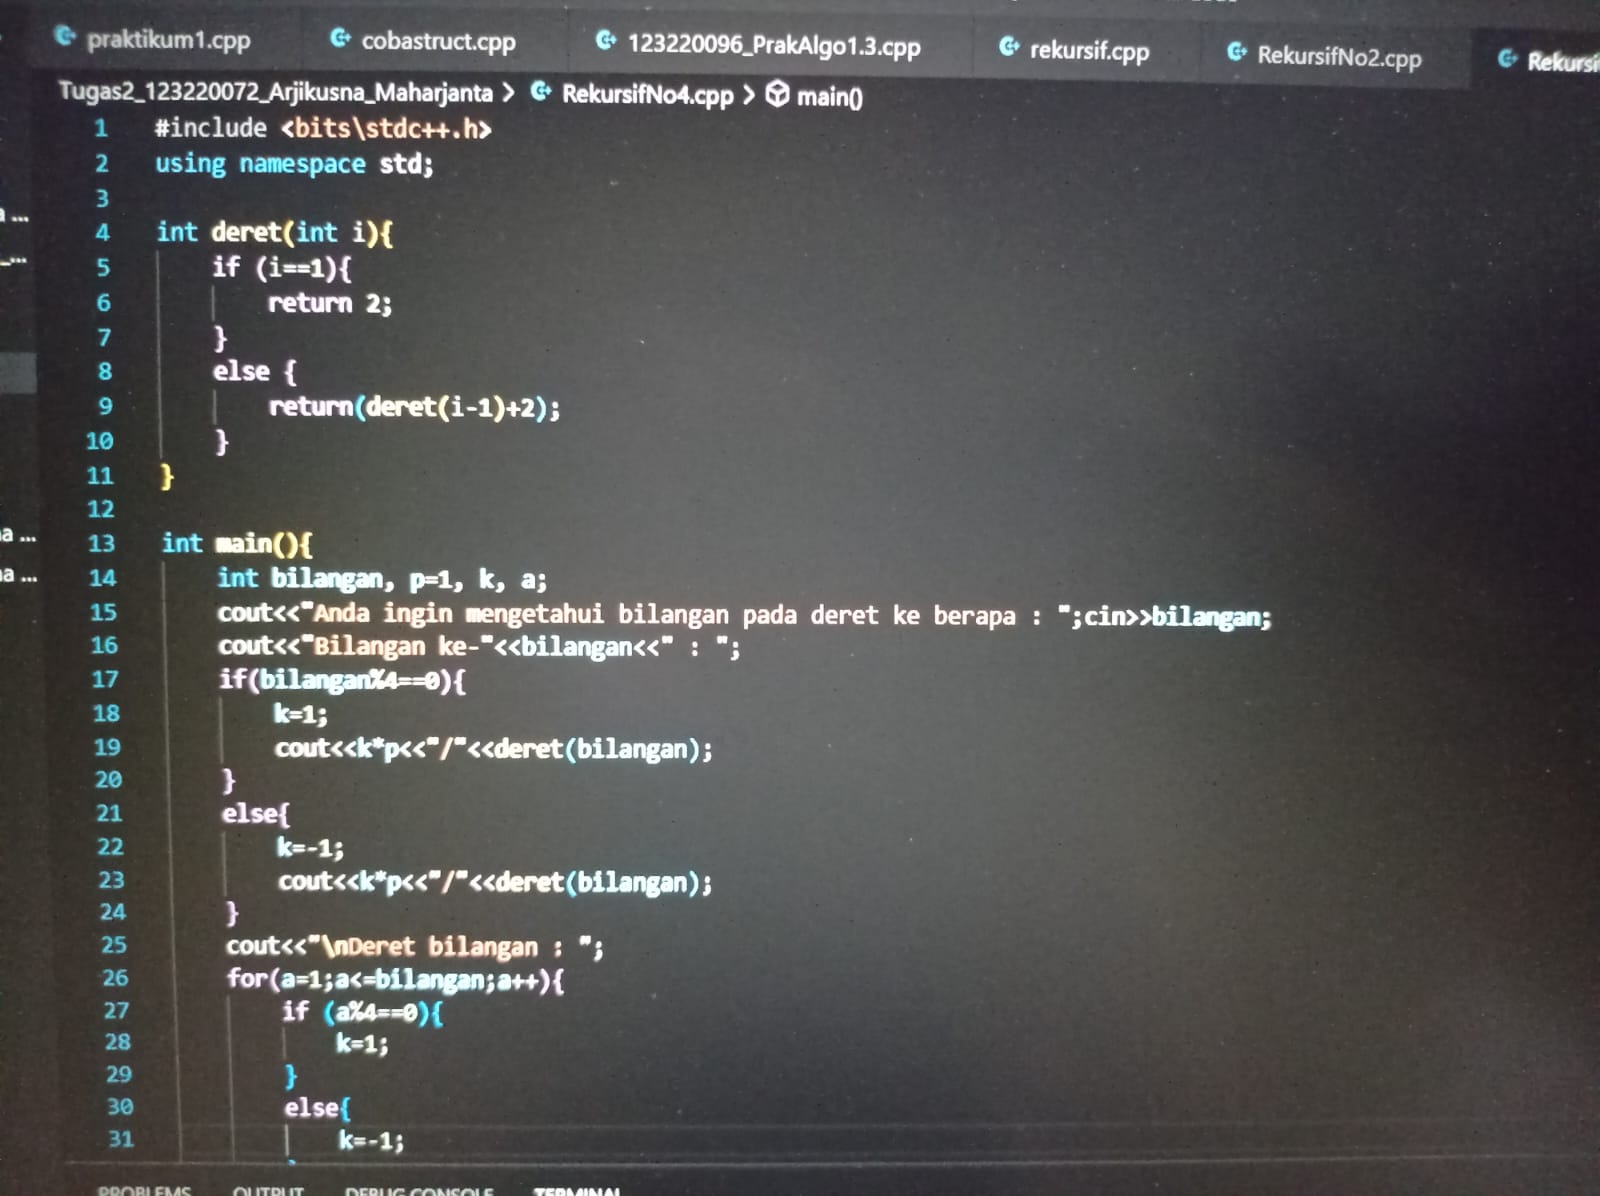 praktikum1.cpp cobastruct.cpp 123220096_PrakAlgo1.3.cpp rekursif.cpp RekursifNo2.cpp
Tugas2_123220072_Arjikusna_Maharjanta > RekursifNo4.cpp > main()
1 #include <bits\stdc++.h>
2 using namespace std;
3
4 int deret(int i){
5 if (i==1){
6 return 2;
7 }
8 else {
9 return(deret(i-1)+2);
10 }
11 }
12
13 int main(){
14 int bilangan, p=1, k, a;
15 cout<<"Anda ingin mengetahui bilangan pada deret ke berapa : ";cin>>bilangan;
16 cout<<"Bilangan ke-"<<bilangan<<" : ";
17 if(bilangan%4==0){
18 k=1;
19 cout<<k*p<<"/"<<deret(bilangan);
20 }
21 else{
22 k=-1;
23 cout<<k*p<<"/"<<deret(bilangan);
24 }
25 cout<<"\nDeret bilangan : ";
26 for(a=1;a<=bilangan;a++){
27 if (a%4==0){
28 k=1;
29 }
30 else{
31 k=-1;
PROBLEMS OUTPUT DEBUG CONSOLE TERMINAL